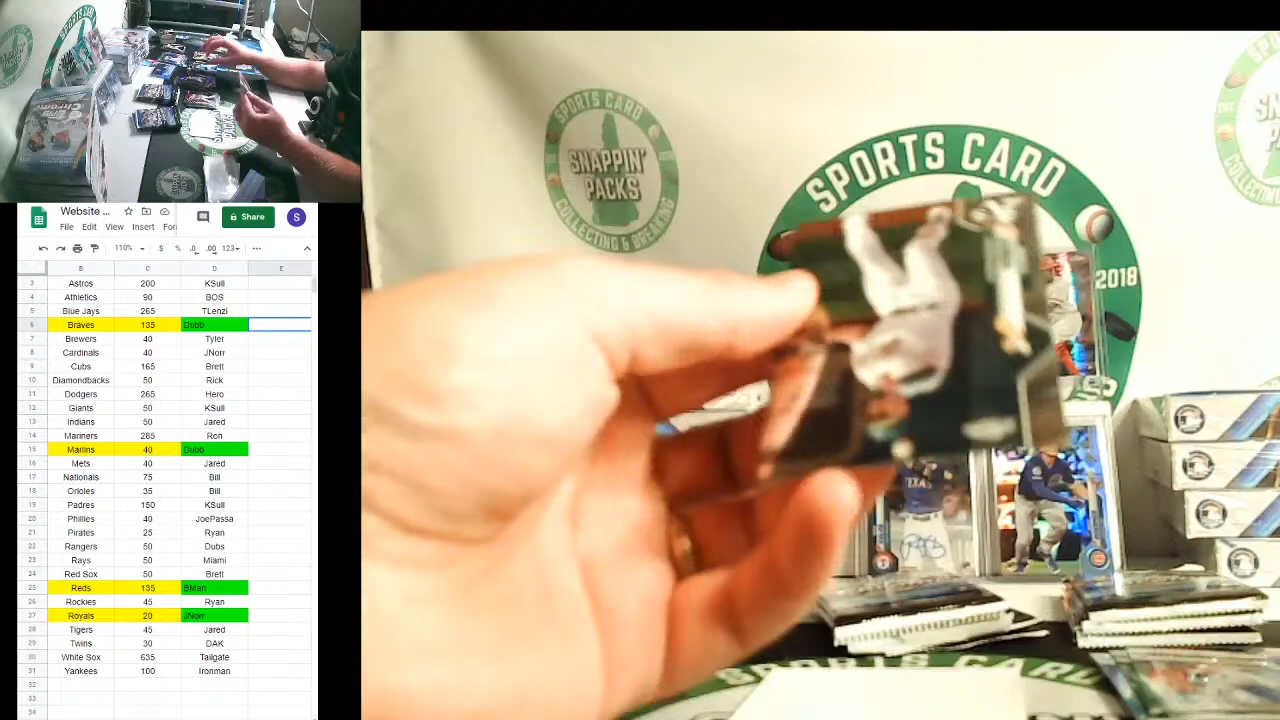 Chrome
Website ...
Share
S
File Edit View Insert For
110% $ % .0 .00 123
B C D E
3 Astros 200 KSull
4 Athletics 90 BOS
5 Blue Jays 265 TLenzi
6 Braves 135 Dubb
7 Brewers 40 Tyler
8 Cardinals 40 JNorr
9 Cubs 165 Brett
10 Diamondbacks 50 Rick
11 Dodgers 265 Hero
12 Giants 50 KSull
13 Indians 50 Jared
14 Mariners 285 Ron
15 Marlins 40 Dubb
16 Mets 40 Jared
17 Nationals 75 Bill
18 Orioles 35 Bill
19 Padres 150 KSull
20 Phillies 40 JoePassa
21 Pirates 25 Ryan
22 Rangers 50 Dubs
23 Rays 50 Miami
24 Red Sox 50 Brett
25 Reds 135 BMan
26 Rockies 45 Ryan
27 Royals 20 JNorr
28 Tigers 45 Jared
29 Twins 30 DAK
30 White Sox 635 Tailgate
31 Yankees 100 Ironman
32
33
34
SPORTS CARD
SNAPPIN'
PACKS
COLLECTING & BREAKING
SPORTS CARD
2018
SPORTS CARD